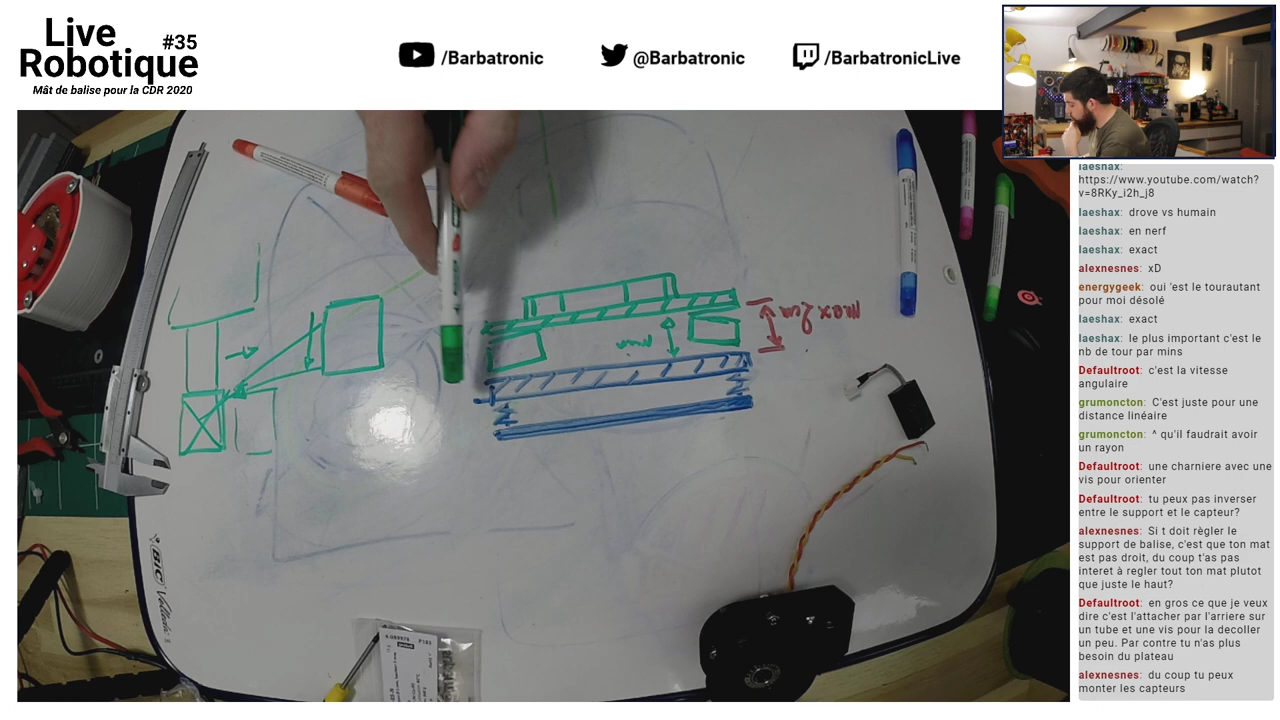 Live
Robotique #35
Mât de balise pour la CDR 2020
/Barbatronic
@Barbatronic
/BarbatronicLive
laeshax:
https://www.youtube.com/watch?
v=8RKy_i2h_j8
laeshax: drove vs humain
laeshax: en nerf
laeshax: exact
alexnesnes: xD
energygeek: oui 'est le tourautant
pour moi désolé
laeshax: exact
laeshax: le plus important c'est le
nb de tour par mins
Defaultroot: c'est la vitesse
angulaire
grumoncton: C'est juste pour une
distance linéaire
grumoncton: ^ qu'il faudrait avoir
un rayon
Defaultroot: une charniere avec une
vis pour orienter
Defaultroot: tu peux pas inverser
entre le support et le capteur?
alexnesnes: Si t doit règler le
support de balise, c'est que ton mat
est pas droit, du coup t'as pas
interet à regler tout ton mat plutot
que juste le haut?
Defaultroot: en gros ce que je veux
dire c'est l'attacher par l'arriere sur
un tube et une vis pour la decoller
un peu. Par contre tu n'as plus
besoin du plateau
alexnesnes: du coup tu peux
monter les capteurs
BIC Velleda